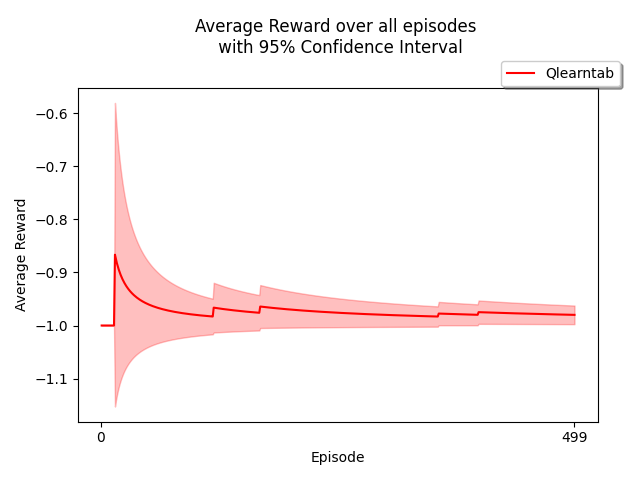 Average Reward over all episodes
with 95% Confidence Interval
Qlearntab
−0.6
−0.7
−0.8
−0.9
−1.0
−1.1
Average Reward
0
499
Episode